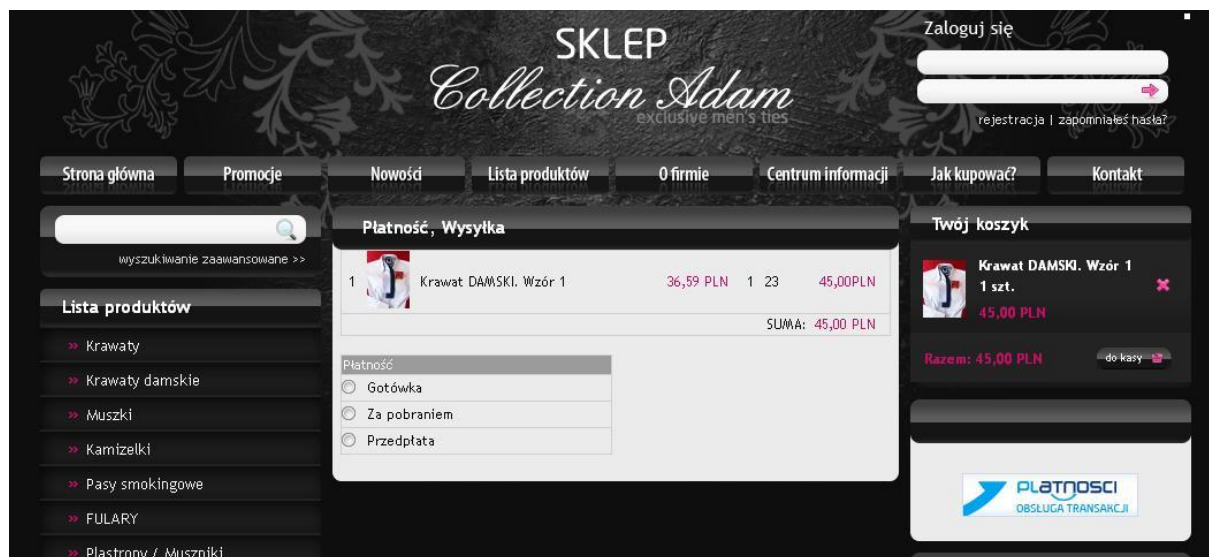 SKLEP
Collection Adam
exclusive men's ties
Zaloguj się
rejestracja | zapomniałeś hasła?
Strona główna Promocje Nowości Lista produktów O firmie Centrum informacji Jak kupować? Kontakt
wyszukiwanie zaawansowane >>
Lista produktów
» Krawaty
» Krawaty damskie
» Muszki
» Kamizelki
» Pasy smokingowe
» FULARY
» Plastrony / Muszniki
Płatność, Wysyłka
1 Krawat DAMSKI. Wzór 1 36,59 PLN 1 23 45,00PLN
SUMA: 45,00 PLN
Płatność
Gotówka
Za pobraniem
Przedpłata
Twój koszyk
Krawat DAMSKI. Wzór 1
1 szt.
45,00 PLN
Razem: 45,00 PLN do kasy
PŁATNOSCI
OBSŁUGA TRANSAKCJI